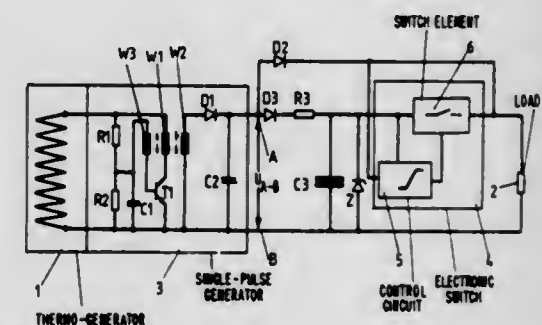 SWITCH ELEMENT
6
D2
W3
W1
W2
D1
D3
R3
LOAD
R1
A
U A-B
R2
C1
T1
C2
C3
Z
2
B
1
3
SINGLE-PULSE
GENERATOR
5
4
CONTROL
CIRCUIT
ELECTRONIC
SWITCH
THERMO-GENERATOR